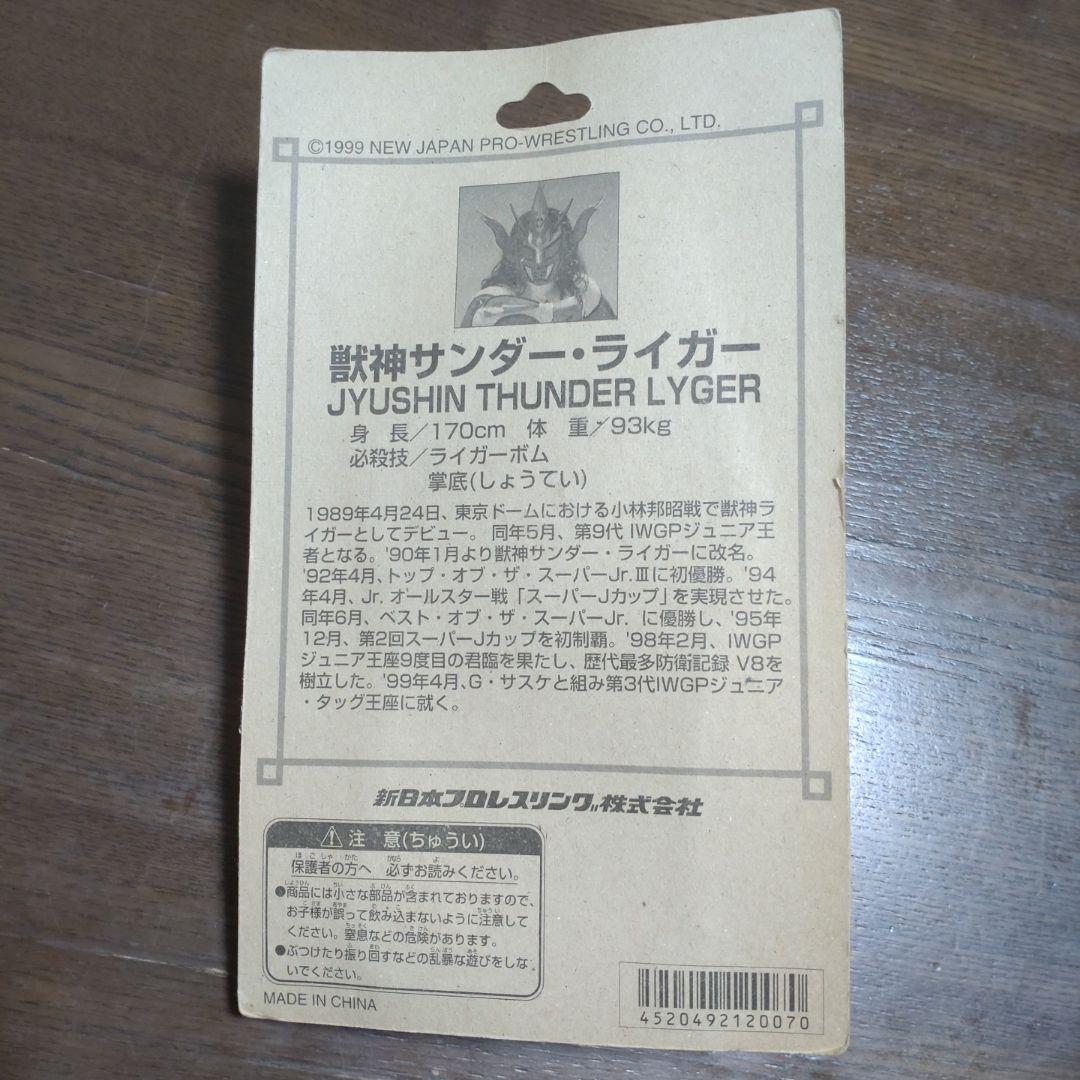 ©1999 NEW JAPAN PRO-WRESTLING CO., LTD.
獣神サンダー・ライガー
JYUSHIN THUNDER LYGER
身 長／170cm 体 重／93kg
必殺技／ライガーボム
掌底(しょうてい)
1989年4月24日、東京ドームにおける小林邦昭戦で獣神ラ
イガーとしてデビュー。同年5月、第9代 IWGPジュニア王
者となる。'90年1月より獣神サンダー・ライガーに改名。
'92年4月、トップ・オブ・ザ・スーパーJr.Ⅲに初優勝。'94
年4月、Jr. オールスター戦「スーパーJカップ」を実現させた。
同年6月、ベスト・オブ・ザ・スーパーJr. に優勝し、'95年
12月、第2回スーパーJカップを初制覇。'98年2月、IWGP
ジュニア王座9度目の君臨を果たし、歴代最多防衛記録 V8を
樹立した。'99年4月、G・サスケと組み第3代IWGPジュニア
・タッグ王座に就く。
新日本プロレスリング株式会社
⚠注 意(ちゅうい)
保護者の方へ 必ずお読みください。
●商品には小さな部品が含まれておりますので、
お子様が誤って飲み込まないように注意して
ください。窒息などの危険があります。
●ぶつけたり振り回すなどの乱暴な遊びをしな
いでください。
MADE IN CHINA
4520492120070